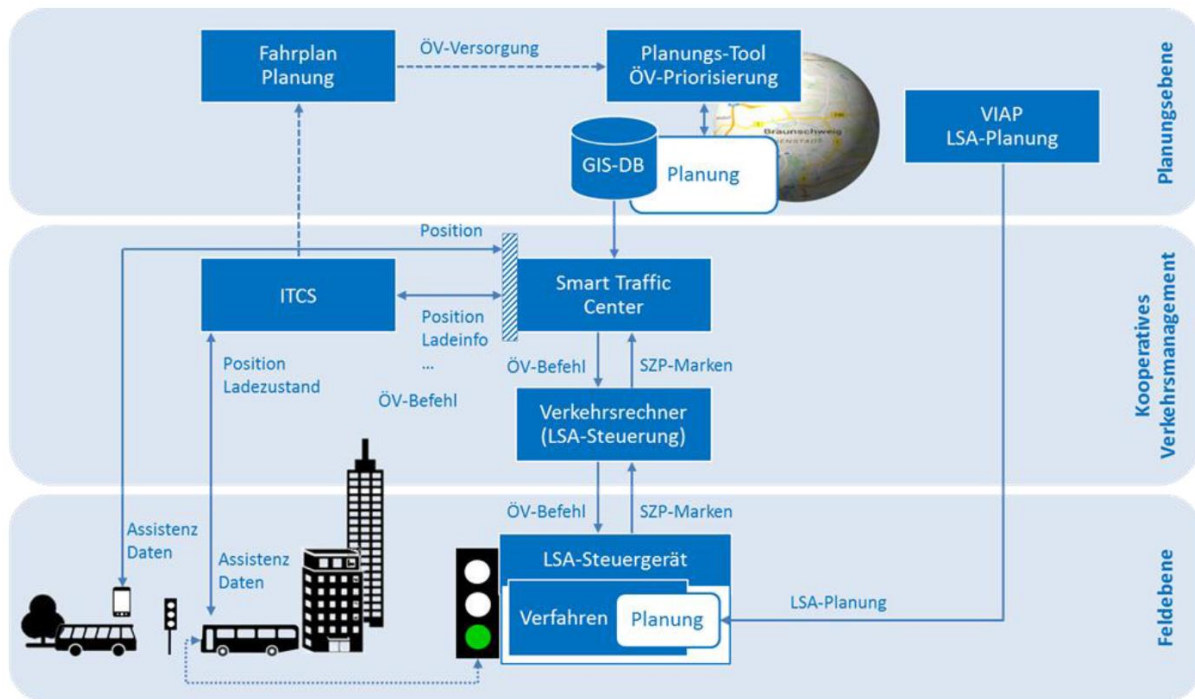 Fahrplan
Planung
ÖV-Versorgung
Planungs-Tool
ÖV-Priorisierung
VIAP
LSA-Planung
Braunschweig
GIS-DB
Planung
Planungsebene
Position
ITCS
Smart Traffic
Center
Position
Ladeinfo
...
Position
Ladezustand
ÖV-Befehl
ÖV-Befehl
SZP-Marken
Verkehrsrechner
(LSA-Steuerung)
Kooperatives
Verkehrsmanagement
ÖV-Befehl
SZP-Marken
Assistenz
Daten
Assistenz
Daten
LSA-Steuergerät
Verfahren
Planung
LSA-Planung
Feldebene